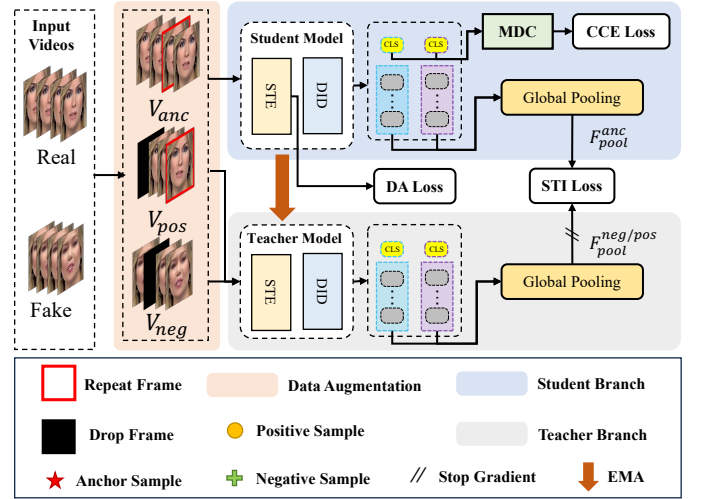 Input
Videos
Real
Fake
V_anc
V_pos
V_neg
Student Model
STE
DID
CLS
CLS
MDC
CCE Loss
Global Pooling
F_pool^anc
DA Loss
STI Loss
Teacher Model
STE
DID
CLS
CLS
F_pool^neg/pos
Global Pooling
Repeat Frame
Data Augmentation
Student Branch
Drop Frame
Positive Sample
Teacher Branch
Anchor Sample
Negative Sample
Stop Gradient
EMA